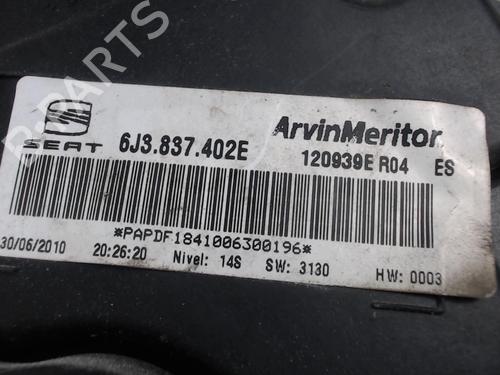 B-PARTS
SEAT
6J3.837.402E
ArvinMeritor
120939E R04 ES
*PAPDF1841006300196*
30/06/2010 20:26:20 Nivel: 14S SW: 3130 HW: 0003